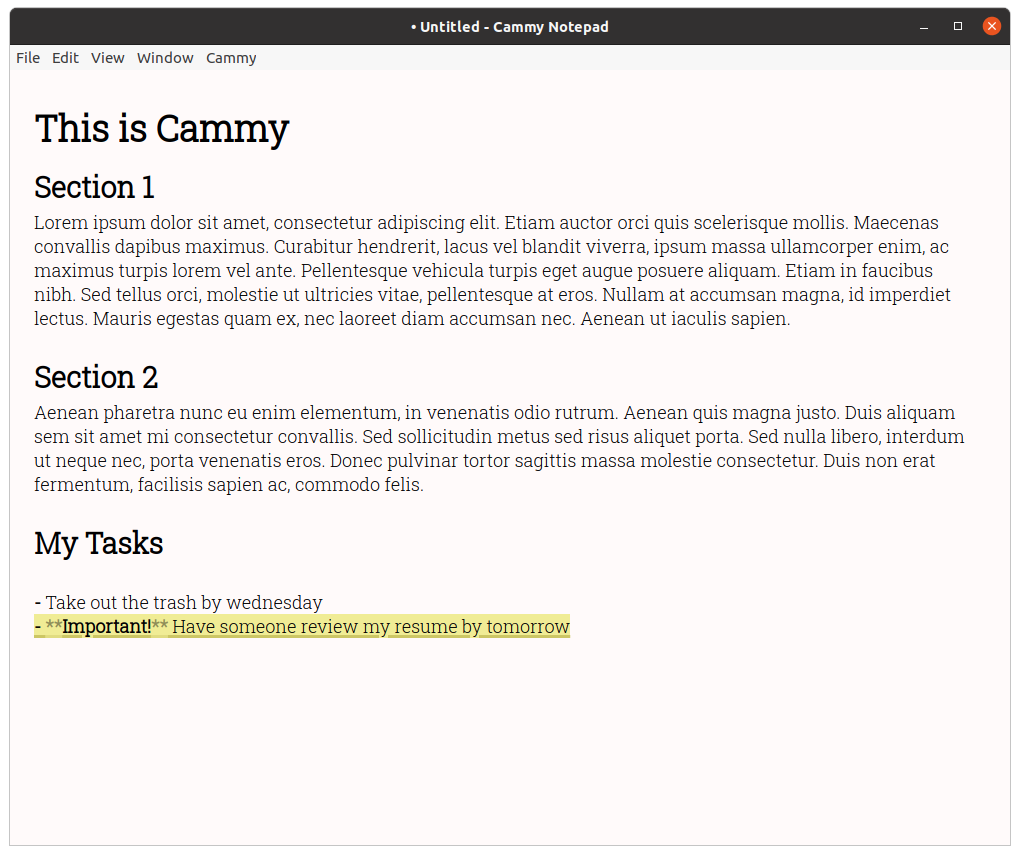 • Untitled - Cammy Notepad
File Edit View Window Cammy
This is Cammy
Section 1
Lorem ipsum dolor sit amet, consectetur adipiscing elit. Etiam auctor orci quis scelerisque mollis. Maecenas
convallis dapibus maximus. Curabitur hendrerit, lacus vel blandit viverra, ipsum massa ullamcorper enim, ac
maximus turpis lorem vel ante. Pellentesque vehicula turpis eget augue posuere aliquam. Etiam in faucibus
nibh. Sed tellus orci, molestie ut ultricies vitae, pellentesque at eros. Nullam at accumsan magna, id imperdiet
lectus. Mauris egestas quam ex, nec laoreet diam accumsan nec. Aenean ut iaculis sapien.
Section 2
Aenean pharetra nunc eu enim elementum, in venenatis odio rutrum. Aenean quis magna justo. Duis aliquam
sem sit amet mi consectetur convallis. Sed sollicitudin metus sed risus aliquet porta. Sed nulla libero, interdum
ut neque nec, porta venenatis eros. Donec pulvinar tortor sagittis massa molestie consectetur. Duis non erat
fermentum, facilisis sapien ac, commodo felis.
My Tasks
- Take out the trash by wednesday
- **Important!** Have someone review my resume by tomorrow